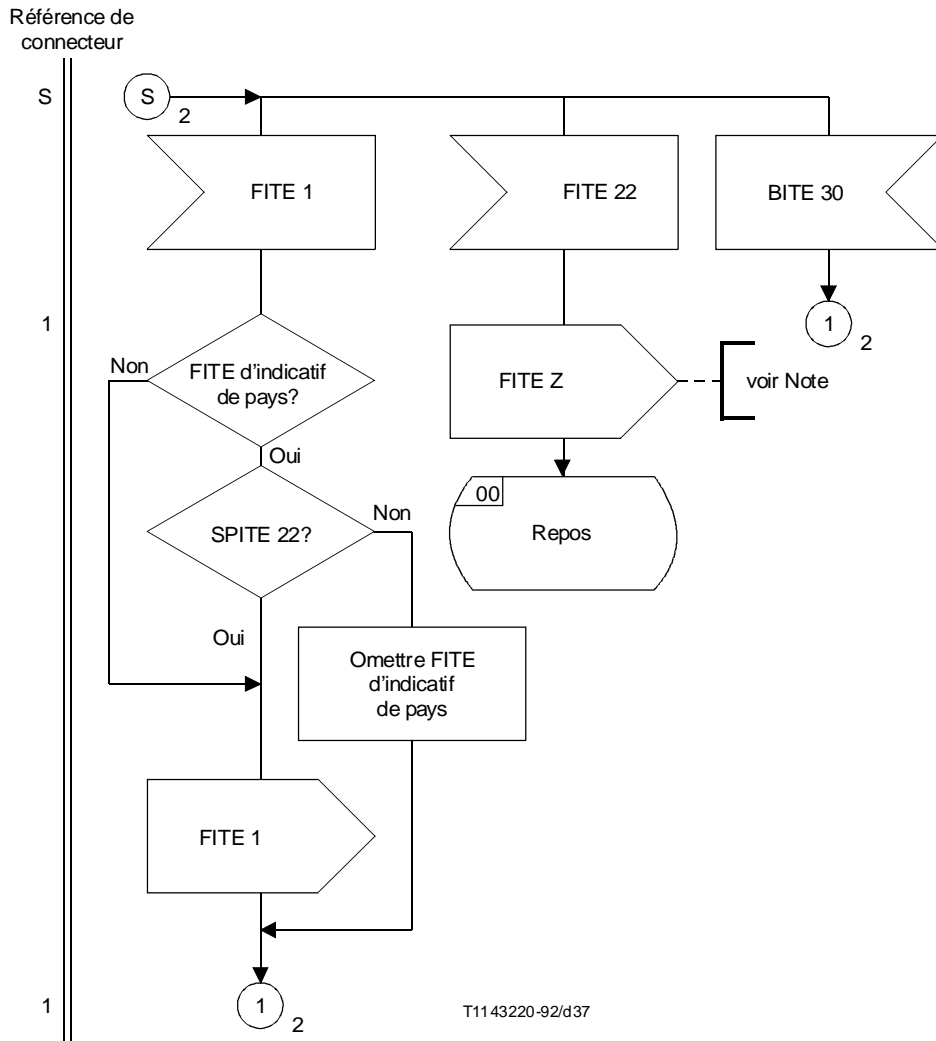 Référence de
connecteur
S
S
2
FITE 1
FITE 22
BITE 30
1
1
2
Non
FITE d'indicatif
de pays?
FITE Z
voir Note
Oui
00
Repos
SPITE 22?
Non
Oui
Omettre FITE
d'indicatif
de pays
FITE 1
1
1
2
T1143220-92/d37